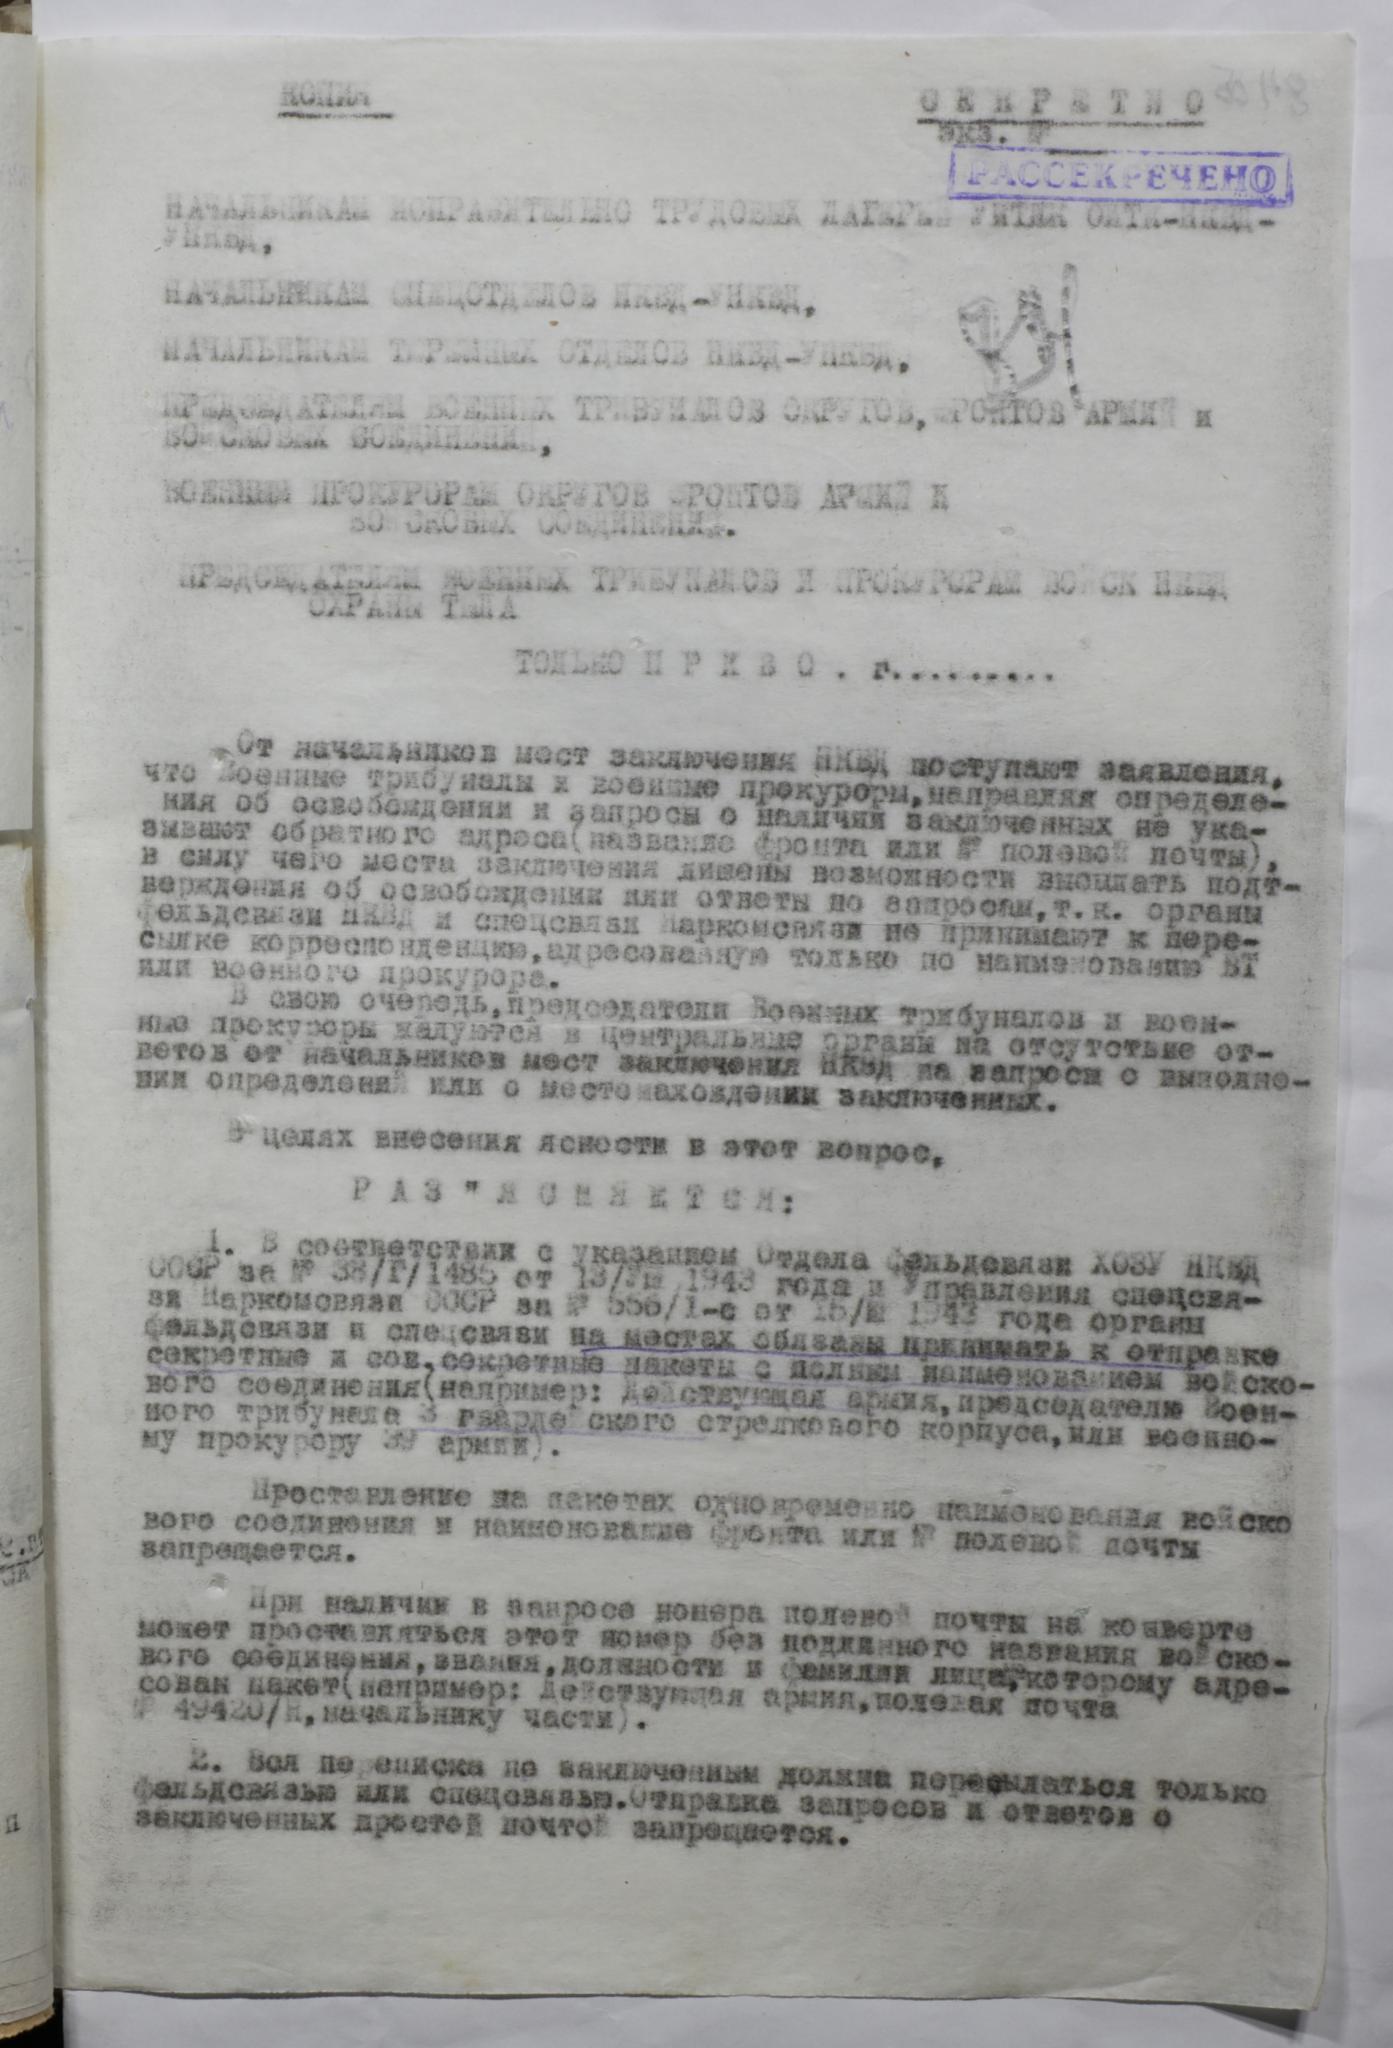 КОПИЯ
С Е К Р Е Т Н О
экз. №
РАССЕКРЕЧЕНО
НАЧАЛЬНИКАМ ИСПРАВИТЕЛЬНО ТРУДОВЫХ ЛАГЕРЕЙ УИТЛК ОИТК-НКВД-
УНКВД,
НАЧАЛЬНИКАМ СПЕЦОТДЕЛОВ НКВД-УНКВД,
НАЧАЛЬНИКАМ ТЮРЕМНЫХ ОТДЕЛОВ НКВД-УНКВД,
ПРЕДСЕДАТЕЛЯМ ВОЕННЫХ ТРИБУНАЛОВ ОКРУГОВ, ФРОНТОВ АРМИЙ и
ВОЙСКОВЫХ СОЕДИНЕНИЙ,
ВОЕННЫМ ПРОКУРОРАМ ОКРУГОВ ФРОНТОВ АРМИЙ И
ВОЙСКОВЫХ СОЕДИНЕНИЙ.
ПРЕДСЕДАТЕЛЯМ ВОЕННЫХ ТРИБУНАЛОВ И ПРОКУРОРАМ ВОЙСК НКВД
ОХРАНЫ ТЫЛА
ТОЛЬКО П Р И В О . г..........
От начальников мест заключения НКВД поступают заявления,
что Военные трибуналы и военные прокуроры, направляя определе-
ния об освобождении и запросы о наличии заключенных не ука-
зывают обратного адреса(название фронта или № полевой почты),
в силу чего места заключения лишены возможности высылать подт-
верждения об освобождении или ответы по запросам, т.к. органы
фельдсвязи НКВД и спецсвязи Наркомсвязи не принимают к пере-
сылке корреспонденцию, адресованную только по наименованию ВТ
или военного прокурора.
В свою очередь, председатели Военных трибуналов и воен-
ные прокуроры жалуются в центральные органы на отсутствие от-
ветов от начальников мест заключения НКВД на запросы о выполне-
нии определений или о местонахождении заключенных.
В целях внесения ясности в этот вопрос,
Р А З " Я С Н Я Е Т С Я:
1. В соответствии с указанием Отдела фельдсвязи ХОЗУ НКВД
СССР за № 38/Г/1485 от 13/УШ 1943 года и Управления спецсвя-
зи Наркомсвязи СССР за № 556/1-с от 15/Ш 1943 года органы
фельдсвязи и спецсвязи на местах обязаны принимать к отправке
секретные и сов.секретные пакеты с полным наименованием войско-
вого соединения(например: Действующая армия, председателю Воен-
ного трибунала 3 гвардейского стрелкового корпуса, или военно-
му прокурору 39 армии).
Проставление на пакетах одновременно наименования войско
вого соединения и наименование фронта или № полевой почты
запрещается.
При наличии в запросе номера полевой почты на конверте
может проставляться этот номер без подлинного названия войско-
вого соединения, звания, должности и фамилии лица, которому адре-
сован пакет(например: Действующая армия, полевая почта
№ 49420/Н, начальнику части).
2. Вся переписка по заключенным должна пересылаться только
фельдсвязью или спецсвязью. Отправка запросов и ответов о
заключенных простой почтой запрещается.